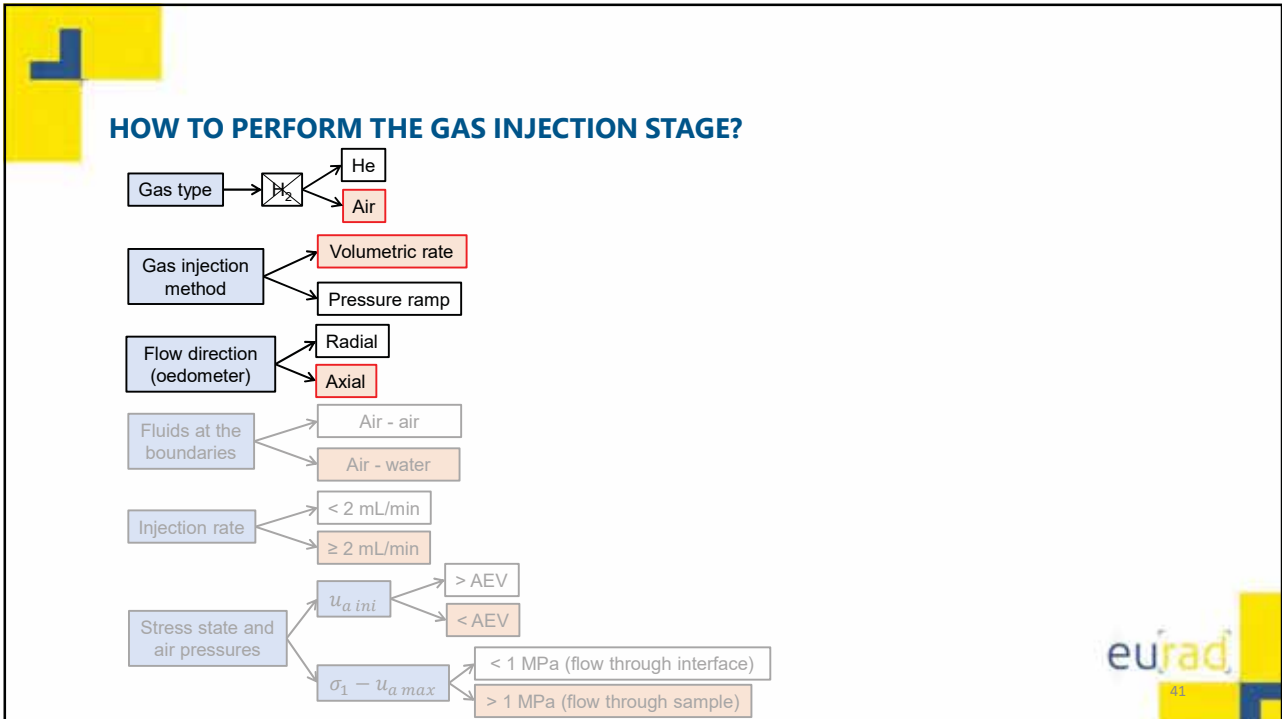 HOW TO PERFORM THE GAS INJECTION STAGE?
Gas type
H₂
He
Air
Gas injection
method
Volumetric rate
Pressure ramp
Flow direction
(oedometer)
Radial
Axial
Fluids at the
boundaries
Air - air
Air - water
Injection rate
< 2 mL/min
≥ 2 mL/min
Stress state and
air pressures
u_{a ini}
> AEV
< AEV
σ₁ − u_{a max}
< 1 MPa (flow through interface)
> 1 MPa (flow through sample)
eurad
41